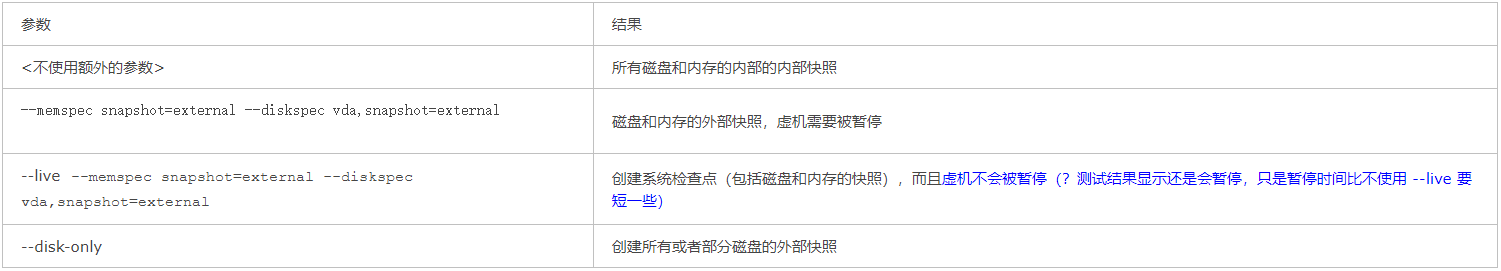 参数
结果
<不使用额外的参数>
所有磁盘和内存的内部的内部快照
--memspec snapshot=external --diskspec vda,snapshot=external
磁盘和内存的外部快照，虚机需要被暂停
--live --memspec snapshot=external --diskspec
vda,snapshot=external
创建系统检查点（包括磁盘和内存的快照），而且虚机不会被暂停（？测试结果显示还是会暂停，只是暂停时间比不使用 --live 要
短一些）
--disk-only
创建所有或者部分磁盘的外部快照